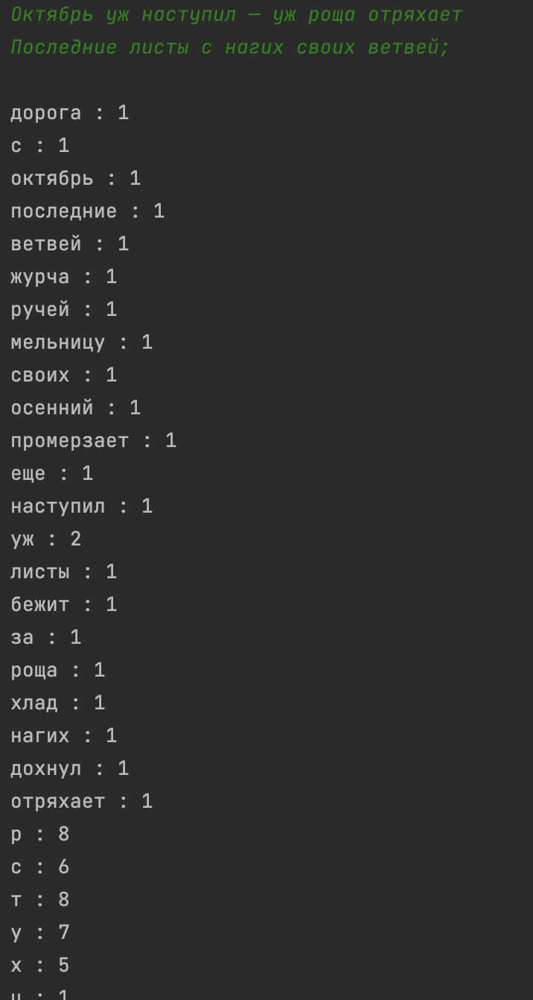 Октябрь уж наступил — уж роща отряхает
Последние листы с нагих своих ветвей;
дорога : 1
с : 1
октябрь : 1
последние : 1
ветвей : 1
журча : 1
ручей : 1
мельницу : 1
своих : 1
осенний : 1
промерзает : 1
еще : 1
наступил : 1
уж : 2
листы : 1
бежит : 1
за : 1
роща : 1
хлад : 1
нагих : 1
дохнул : 1
отряхает : 1
р : 8
с : 6
т : 8
у : 7
х : 5